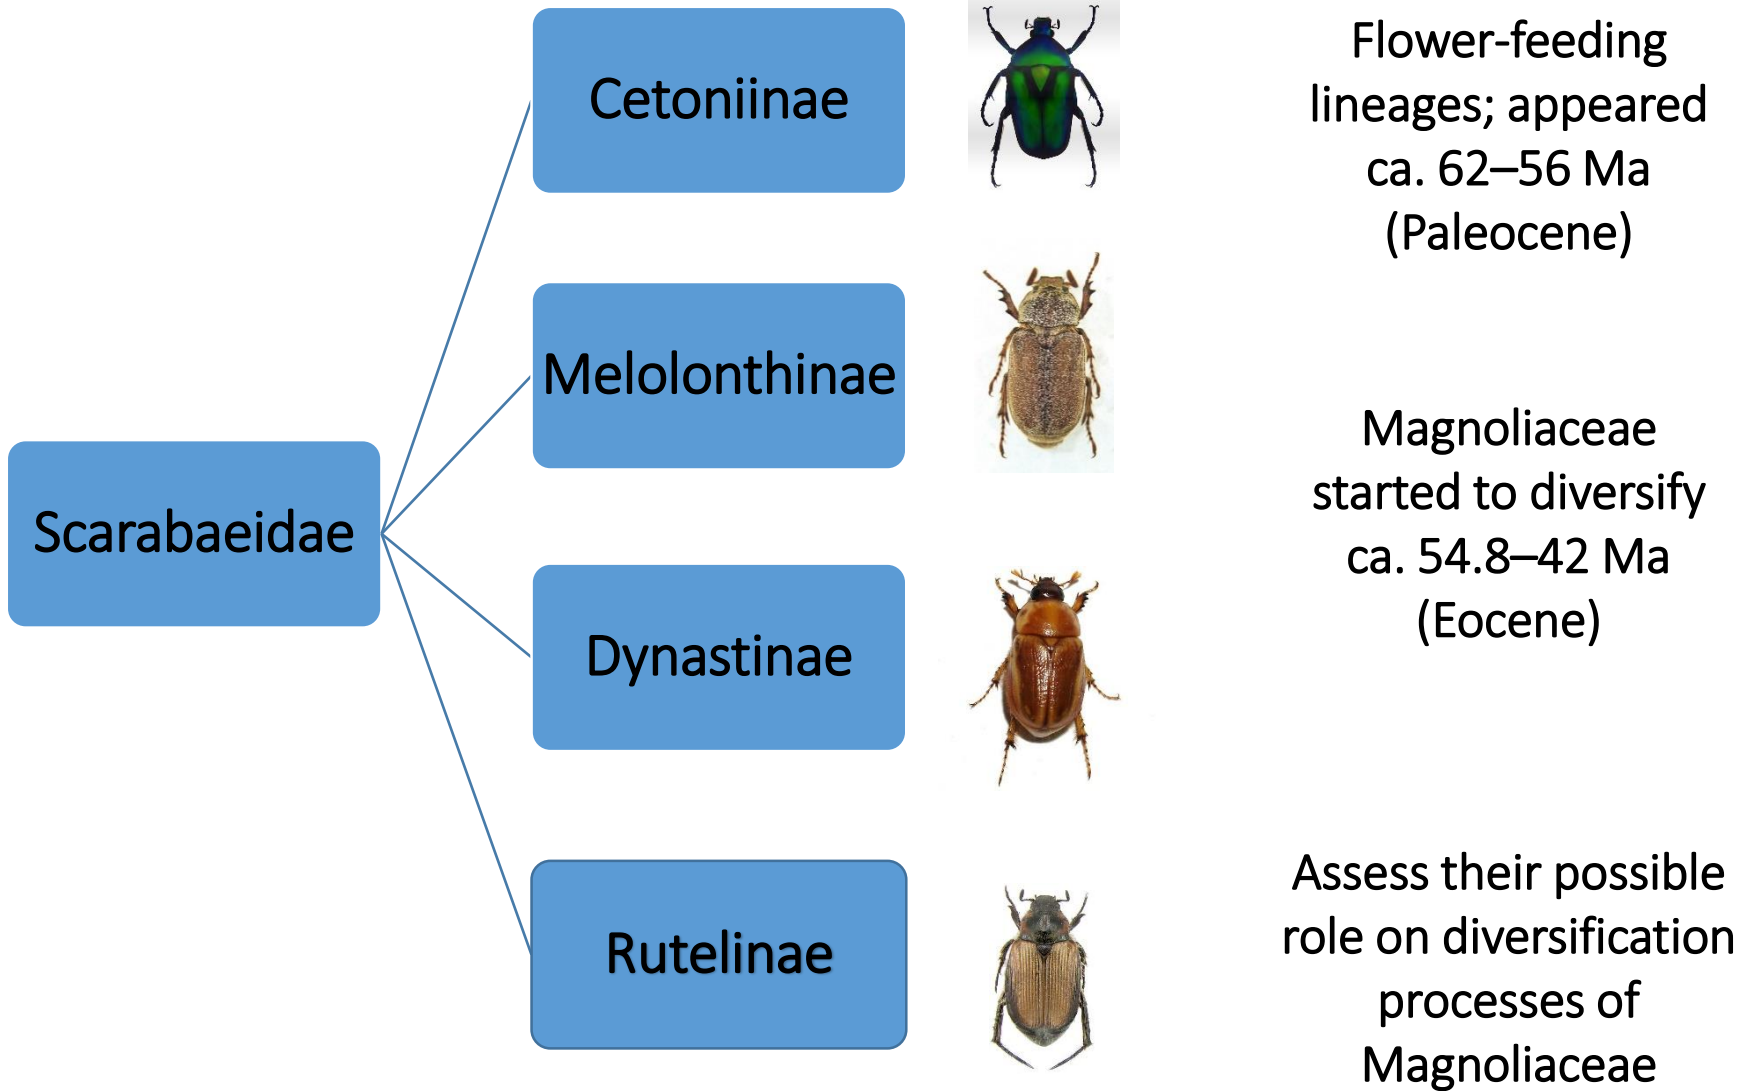 Scarabaeidae
Cetoniinae
Melolonthinae
Dynastinae
Rutelinae
Flower-feeding
lineages; appeared
ca. 62–56 Ma
(Paleocene)
Magnoliaceae
started to diversify
ca. 54.8–42 Ma
(Eocene)
Assess their possible
role on diversification
processes of
Magnoliaceae